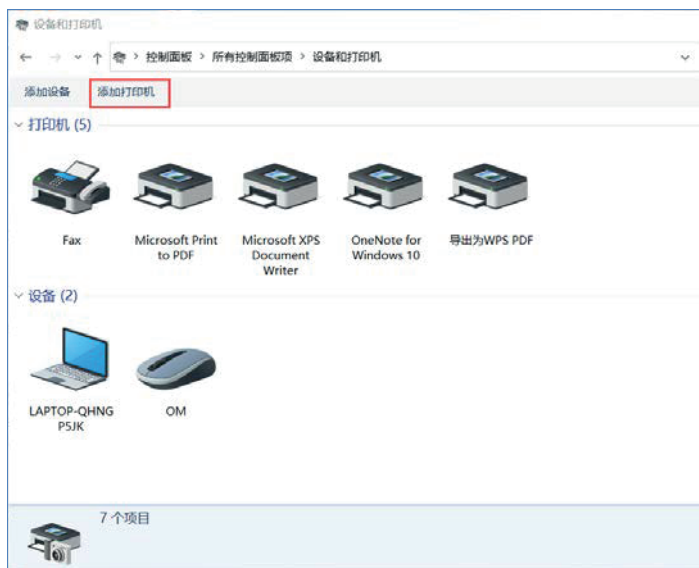 设备和打印机
控制面板 > 所有控制面板项 > 设备和打印机
添加设备 添加打印机
打印机 (5)
Fax
Microsoft Print
to PDF
Microsoft XPS
Document
Writer
OneNote for
Windows 10
导出为WPS PDF
设备 (2)
LAPTOP-QHNG
P5JK
OM
7 个项目